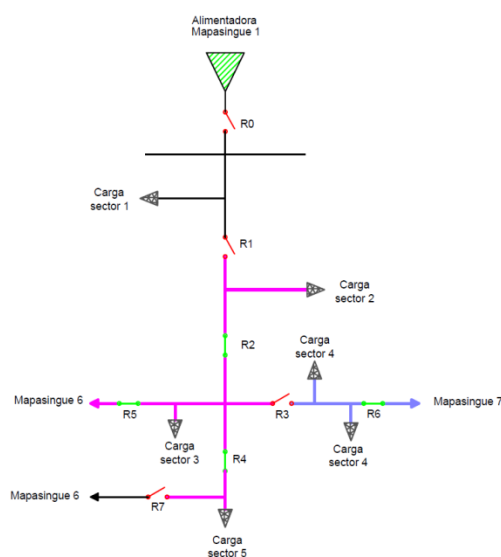 Alimentadora
Mapasingue 1
R0
Carga
sector 1
R1
Carga
sector 2
R2
Carga
sector 4
Mapasingue 6
R5
R3
R6
Mapasingue 7
Carga
sector 3
Carga
sector 4
R4
Mapasingue 6
R7
Carga
sector 5